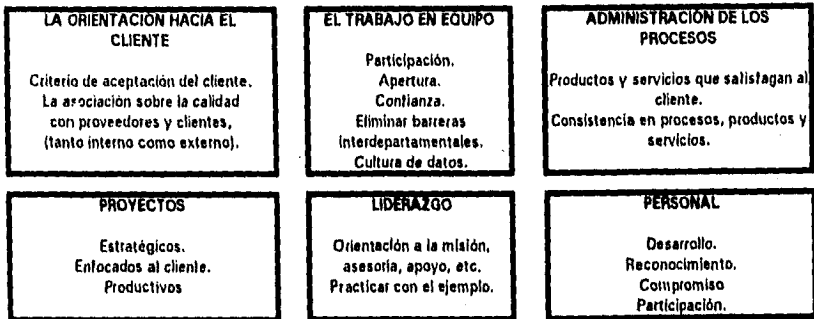 LA ORIENTACIÓN HACIA EL
CLIENTE
Criterio de aceptación del cliente.
La asociación sobre la calidad
con proveedores y clientes,
(tanto interno como externo).
EL TRABAJO EN EQUIPO
Participación.
Apertura.
Confianza.
Eliminar barreras
Interdepartamentales.
Cultura de datos.
ADMINISTRACIÓN DE LOS
PROCESOS
Productos y servicios que satisfagan al
cliente.
Consistencia en procesos, productos y
servicios.
PROYECTOS
Estratégicos.
Enfocados al cliente.
Productivos
LIDERAZGO
Orientación a la misión,
asesoría, apoyo, etc.
Practicar con el ejemplo.
PERSONAL
Desarrollo.
Reconocimiento.
Compromiso
Participación.